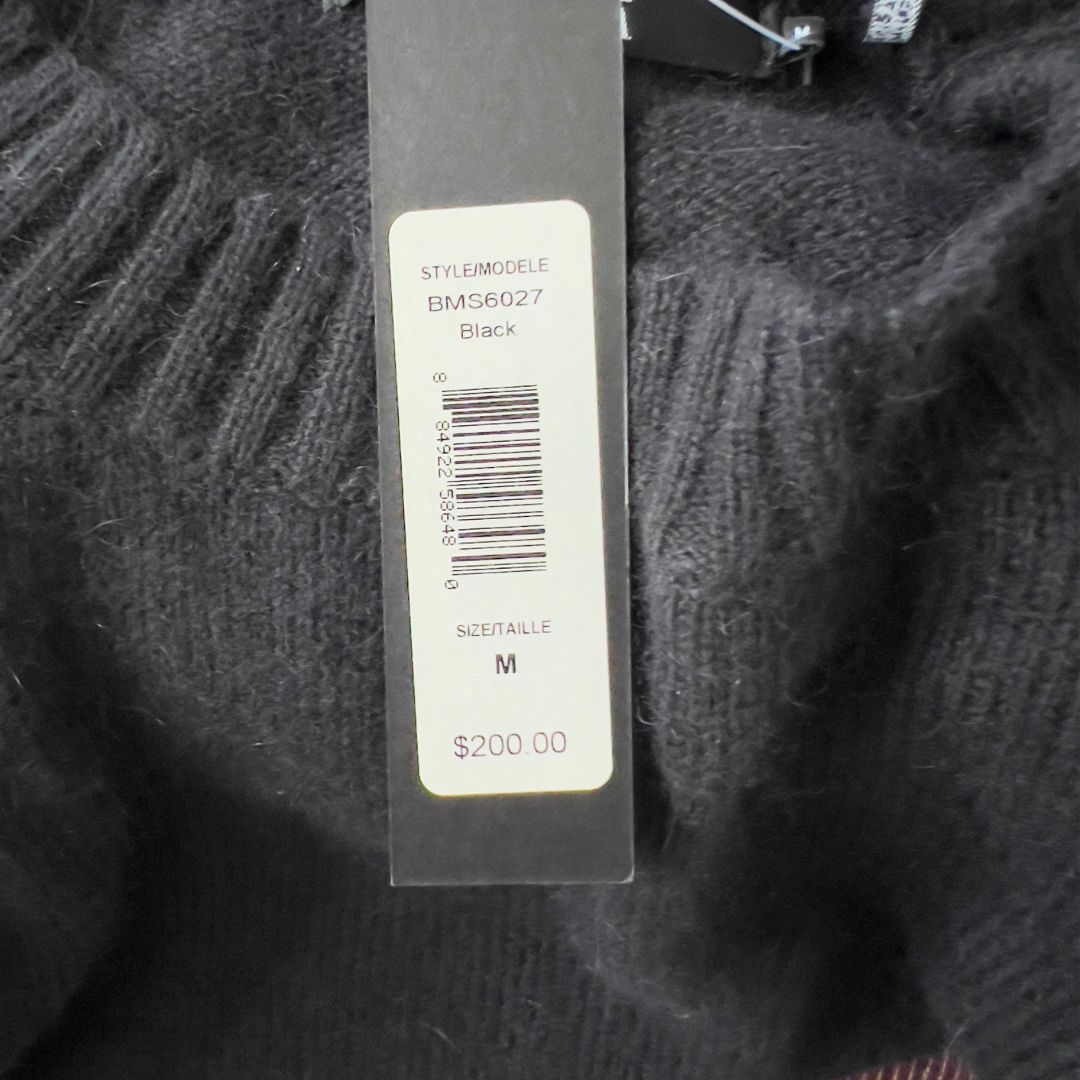 STYLE/MODELE
BMS6027
Black
8 84922 58648 0
SIZE/TAILLE
M
$200.00